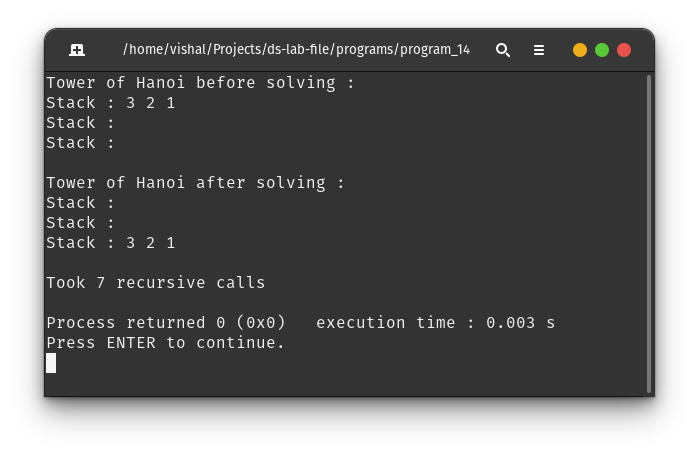 /home/vishal/Projects/ds-lab-file/programs/program_14
Tower of Hanoi before solving :
Stack : 3 2 1
Stack :
Stack :
Tower of Hanoi after solving :
Stack :
Stack :
Stack : 3 2 1
Took 7 recursive calls
Process returned 0 (0x0)   execution time : 0.003 s
Press ENTER to continue.